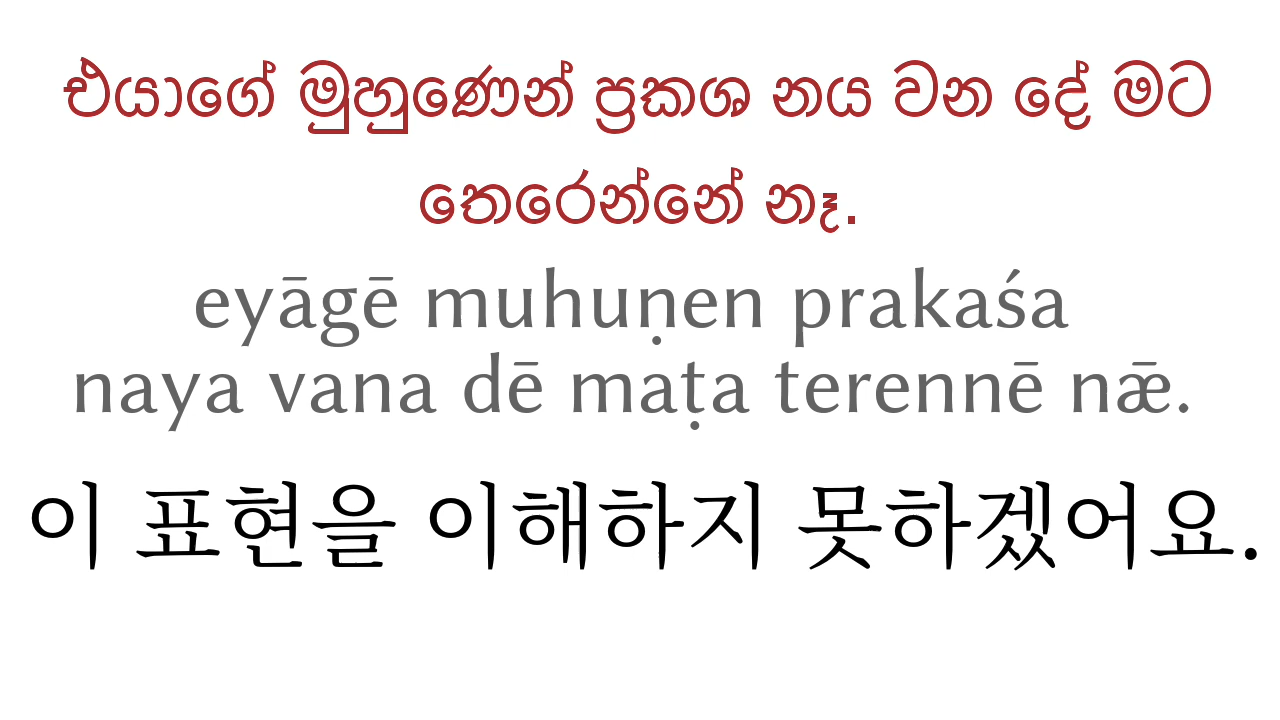 එයාගේ මුහුණෙන් ප්‍රකශ නය වන දේ මට
තෙරෙන්නේ නෑ.
eyāgē muhuṇen prakaśa
naya vana dē maṭa terennē nǣ.
이 표현을 이해하지 못하겠어요.